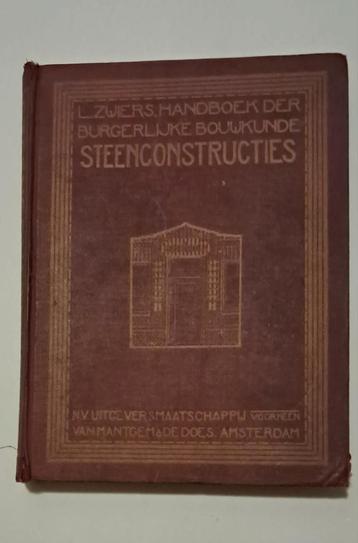 L. ZWIERS, HANDBOEK DER
BURGERLIJKE BOUWKUNDE
STEENCONSTRUCTIES
N.V. UITGEVERSMAATSCHAPPIJ VOORHEEN
VAN MANTGEM & DE DOES. AMSTERDAM